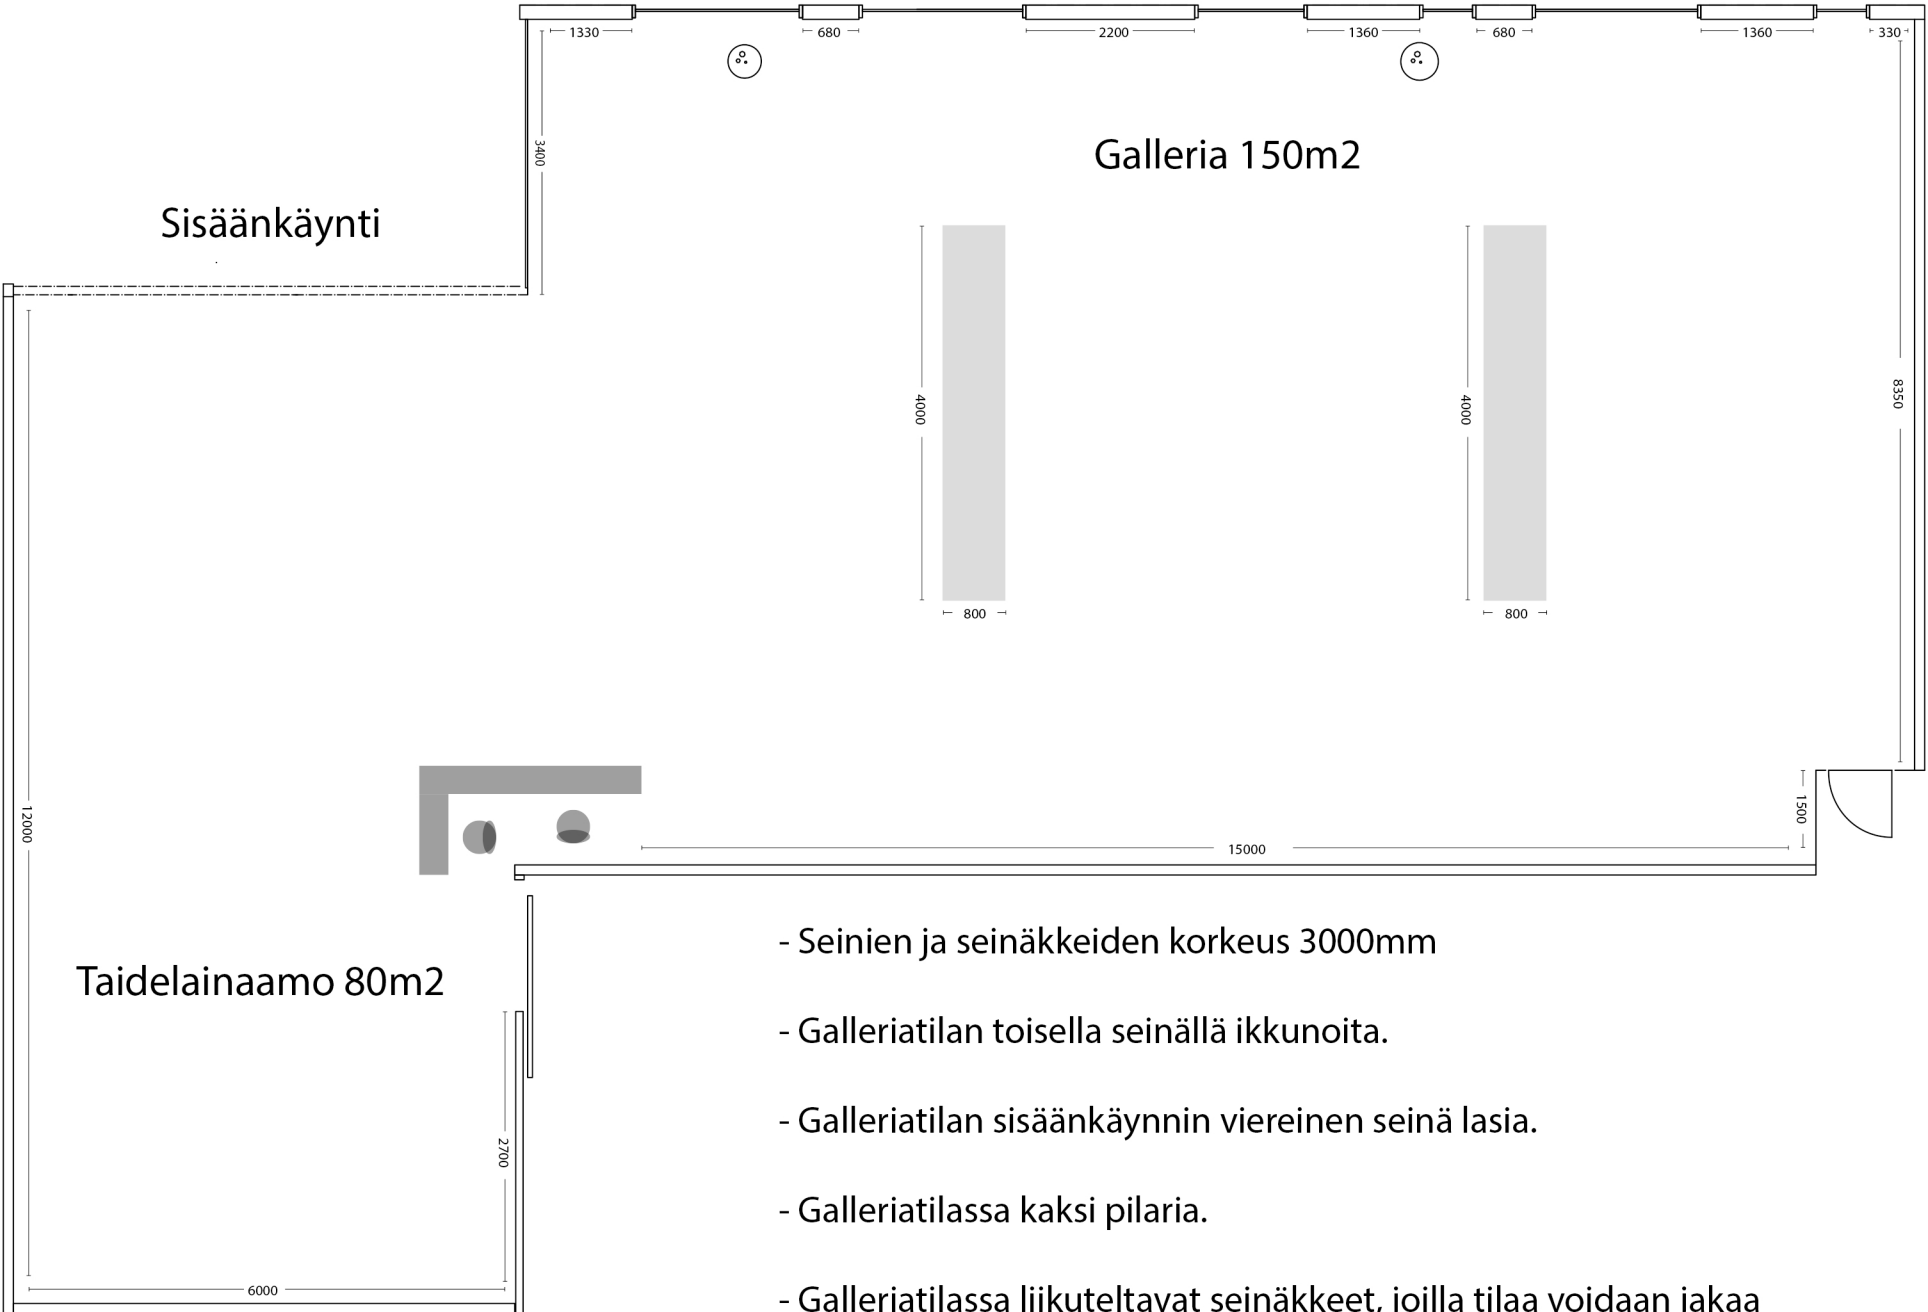 1330
680
2200
1360
680
1360
330
3400
Galleria 150m2
Sisäänkäynti
4000
4000
8350
800
800
12000
1500
15000
- Seinien ja seinäkkeiden korkeus 3000mm
Taidelainaamo 80m2
- Galleriatilan toisella seinällä ikkunoita.
- Galleriatilan sisäänkäynnin viereinen seinä lasia.
2700
- Galleriatilassa kaksi pilaria.
6000
- Galleriatilassa liikuteltavat seinäkkeet, joilla tilaa voidaan jakaa